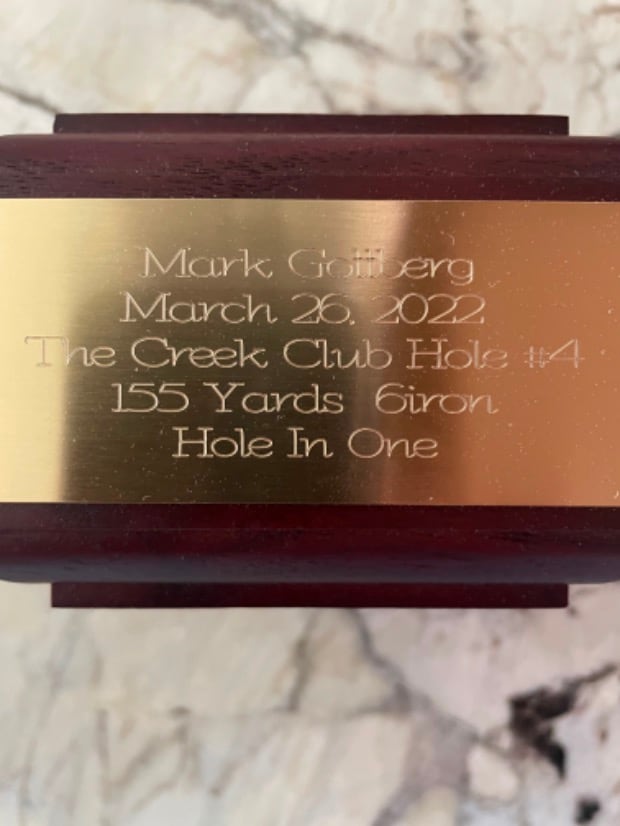 Mark Gottberg
March 26, 2022
The Creek Club Hole #4
155 Yards 6iron
Hole In One